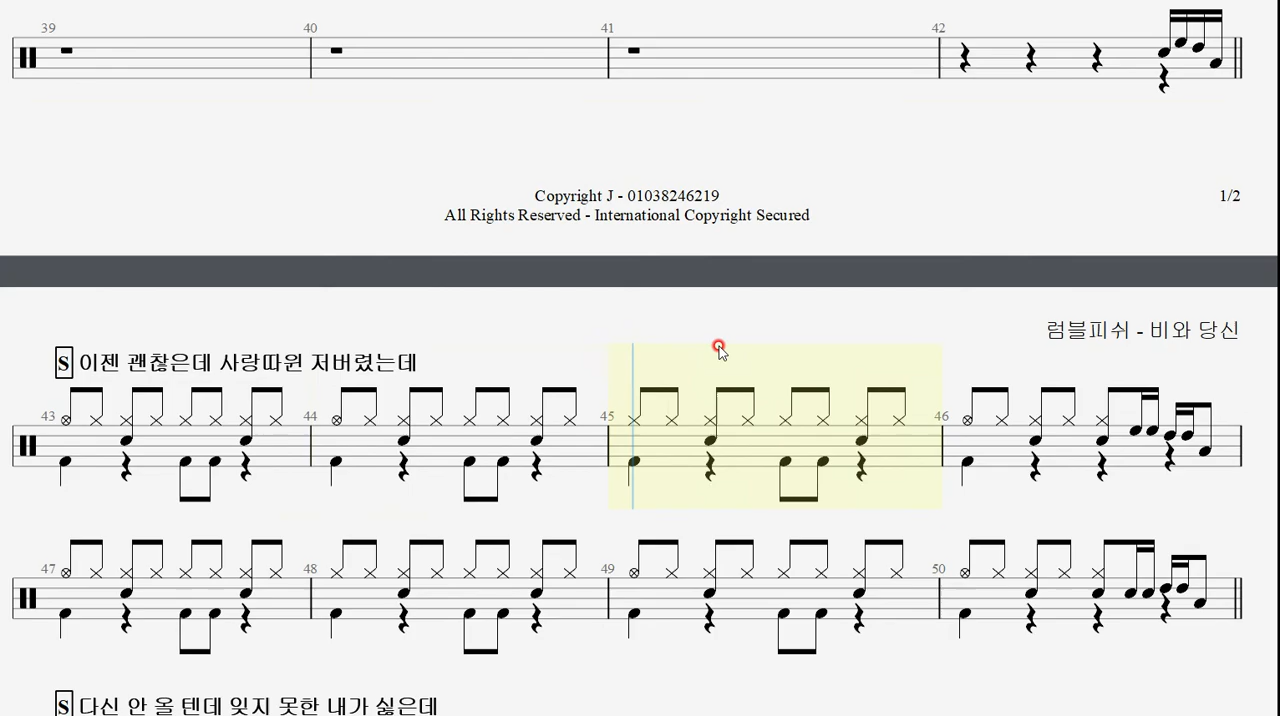 39 40 41 42
Copyright J - 01038246219
1/2
All Rights Reserved - International Copyright Secured
럼블피쉬 - 비와 당신
S 이젠 괜찮은데 사랑따윈 저버렸는데
43 44 45 46
47 48 49 50
S 다신 안 올 텐데 잊지 못한 내가 싫은데